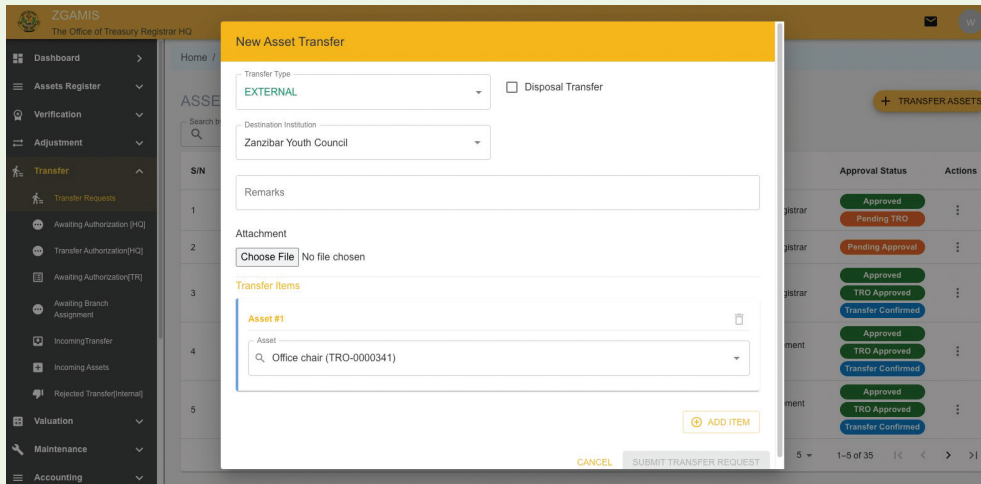 ZGAMIS
The Office of Treasury Registrar HQ
W
Dashboard
Assets Register
Verification
Adjustment
Transfer
Transfer Requests
Awaiting Authorization [HQ]
Transfer Authorization[HQ]
Awaiting Authorization[TR]
Awaiting Branch
Assignment
IncomingTransfer
Incoming Assets
Rejected Transfer[Internal]
Valuation
Maintenance
Accounting
Home /
ASSE
Search b
S/N
1
2
3
4
5
New Asset Transfer
Transfer Type
EXTERNAL
Disposal Transfer
Destination Institution
Zanzibar Youth Council
Remarks
Attachment
Choose File No file chosen
Transfer Items
Asset #1
Asset
Office chair (TRO-0000341)
ADD ITEM
CANCEL SUBMIT TRANSFER REQUEST
+ TRANSFER ASSETS
Approval Status Actions
gistrar
Approved
Pending TRO
gistrar
Pending Approval
gistrar
Approved
TRO Approved
Transfer Confirmed
ment
Approved
TRO Approved
Transfer Confirmed
ment
Approved
TRO Approved
Transfer Confirmed
5 1–5 of 35